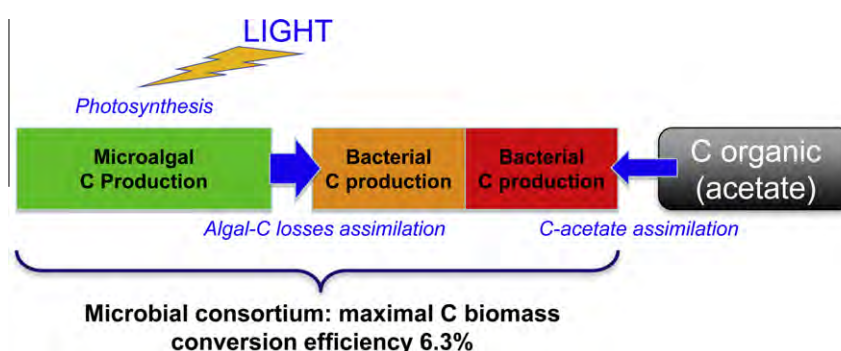 LIGHT
Photosynthesis
Microalgal
C Production
Bacterial
C production
Bacterial
C production
C organic
(acetate)
Algal-C losses assimilation
C-acetate assimilation
Microbial consortium: maximal C biomass
conversion efficiency 6.3%